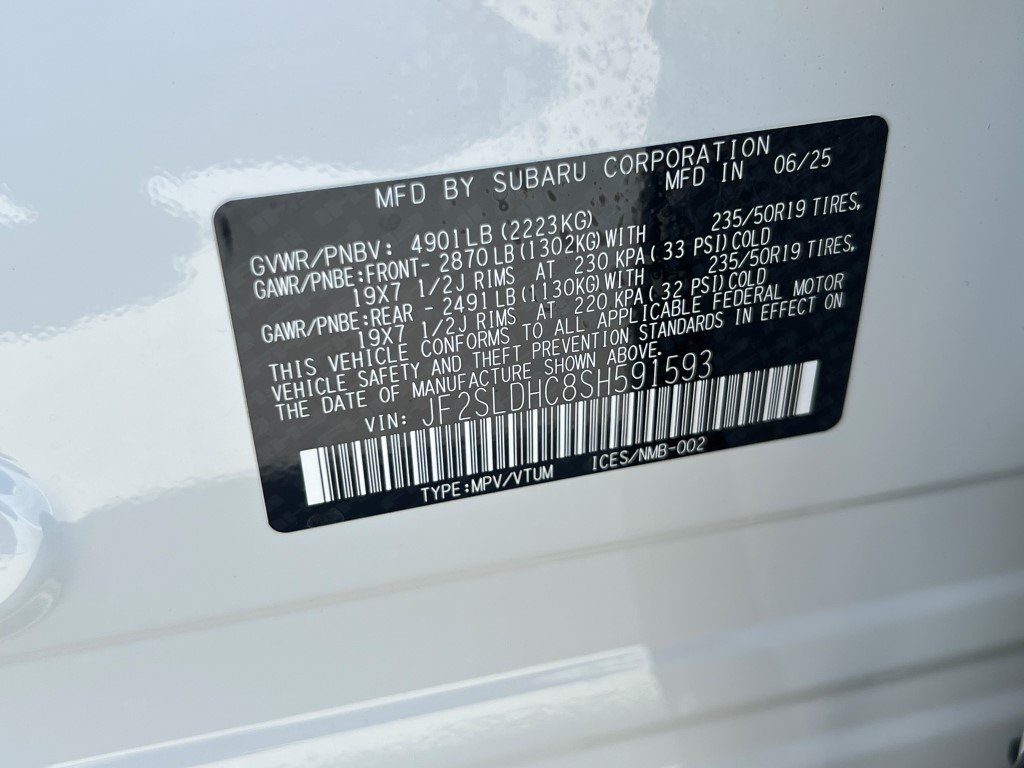 MFD BY SUBARU CORPORATION
MFD IN 06/25
GVWR/PNBV: 4901LB (2223KG)
GAWR/PNBE:FRONT- 2870LB (1302KG) WITH 235/50R19 TIRES,
19X7 1/2J RIMS AT 230 KPA ( 33 PSI) COLD
GAWR/PNBE:REAR - 2491LB (1130KG) WITH 235/50R19 TIRES,
19X7 1/2J RIMS AT 220 KPA ( 32 PSI) COLD
THIS VEHICLE CONFORMS TO ALL APPLICABLE FEDERAL MOTOR
VEHICLE SAFETY AND THEFT PREVENTION STANDARDS IN EFFECT ON
THE DATE OF MANUFACTURE SHOWN ABOVE.
VIN: JF2SLDHC8SH591593
TYPE:MPV/VTUM ICES/NMB-002